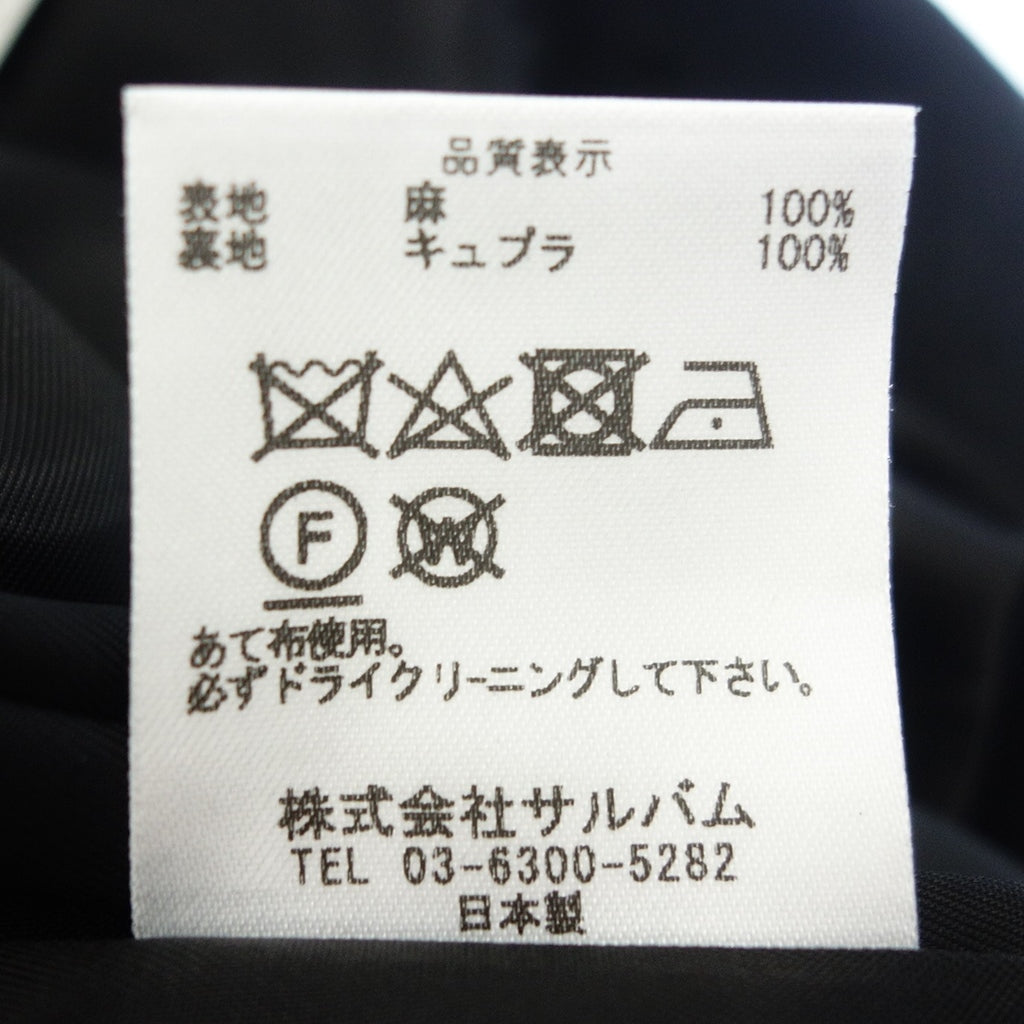 品質表示
表地 麻 100%
裏地 キュプラ 100%
F
W
あて布使用。
必ずドライクリーニングして下さい。
株式会社サルバム
TEL 03-6300-5282
日本製